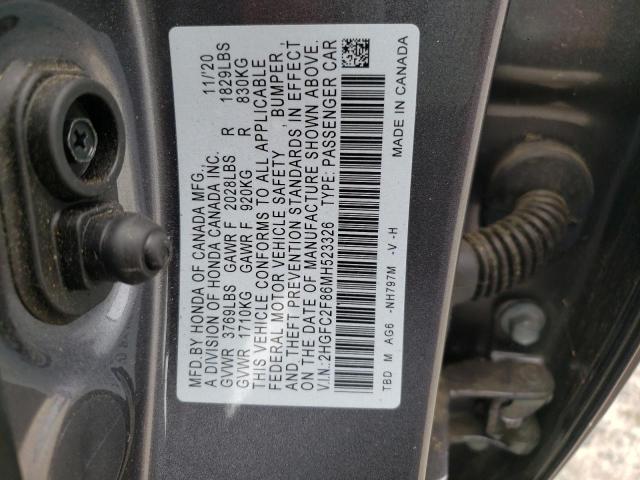 MFD.BY HONDA OF CANADA MFG., 11/'20
A DIVISION OF HONDA CANADA INC.
GVWR 3769LBS GAWR F 2028LBS R 1829LBS
GVWR 1710KG GAWR F 920KG R 830KG
THIS VEHICLE CONFORMS TO ALL APPLICABLE
FEDERAL MOTOR VEHICLE SAFETY, BUMPER,
AND THEFT PREVENTION STANDARDS IN EFFECT
ON THE DATE OF MANUFACTURE SHOWN ABOVE.
V.I.N.:2HGFC2F86MH523326 TYPE: PASSENGER CAR
MADE IN CANADA
TBD M AG6 -NH797M -V -H